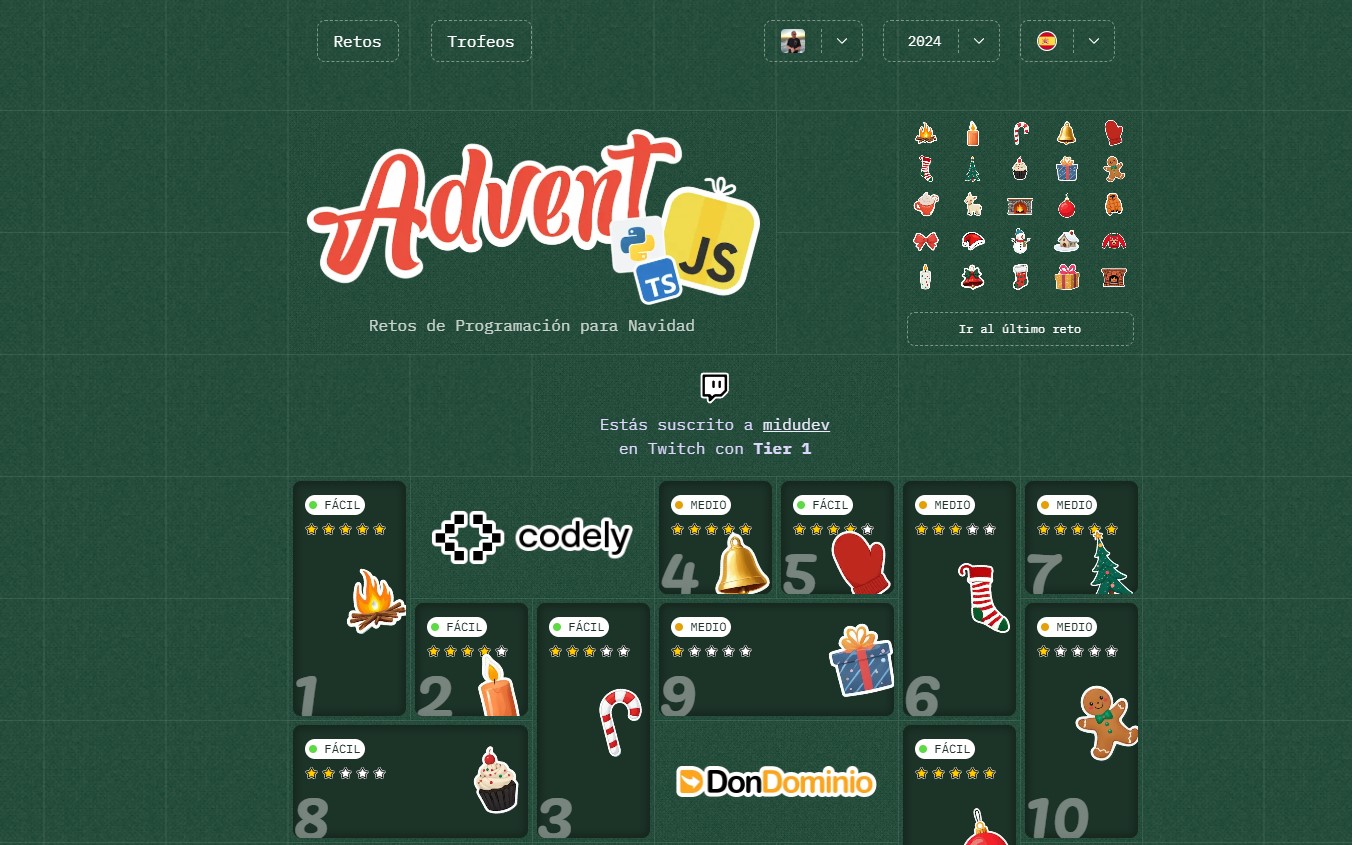 Retos
Trofeos
2024
Advent
JS
TS
Retos de Programación para Navidad
Ir al último reto
Estás suscrito a midudev
en Twitch con Tier 1
FÁCIL
1
codely
MEDIO
4
FÁCIL
5
MEDIO
6
MEDIO
7
FÁCIL
2
FÁCIL
3
MEDIO
9
MEDIO
10
FÁCIL
8
DonDominio
FÁCIL